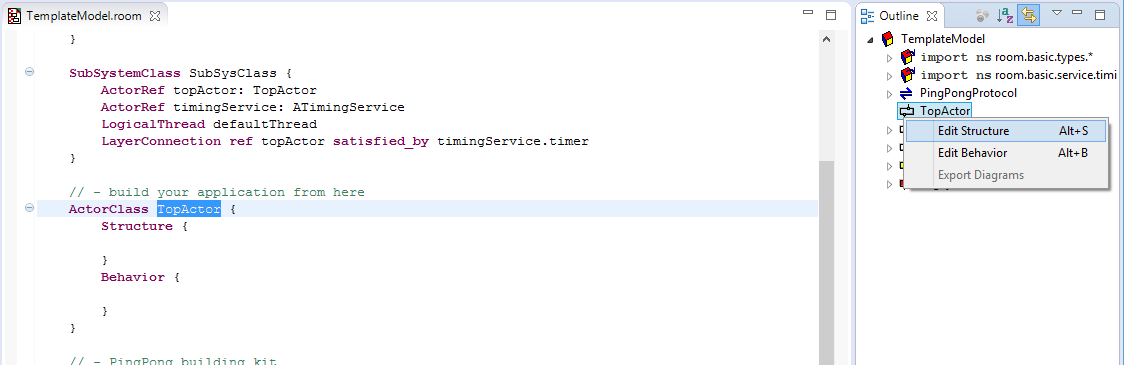 TemplateModel.room
}
SubSystemClass SubSysClass {
ActorRef topActor: TopActor
ActorRef timingService: ATimingService
LogicalThread defaultThread
LayerConnection ref topActor satisfied_by timingService.timer
}
// - build your application from here
ActorClass TopActor {
Structure {
}
Behavior {
}
}
// - PingPong building kit
Outline
TemplateModel
import ns room.basic.types.*
import ns room.basic.service.timi
PingPongProtocol
TopActor
Edit Structure Alt+S
Edit Behavior Alt+B
Export Diagrams